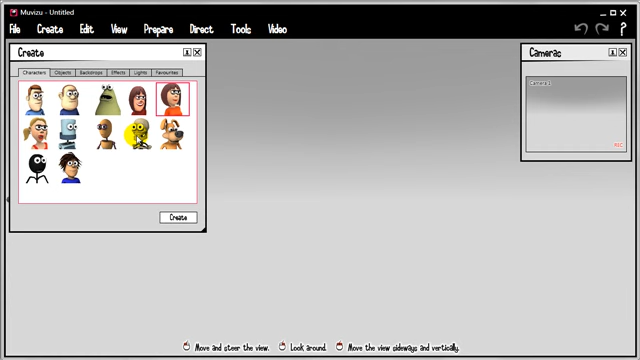 Muvizu - Untitled
File Create Edit View Prepare Direct Tools Video ?
Create
Characters Objects Backdrops Effects Lights Favourites
Create
Cameras
Camera 1
REC
Move and steer the view. Look around. Move the view sideways and vertically.